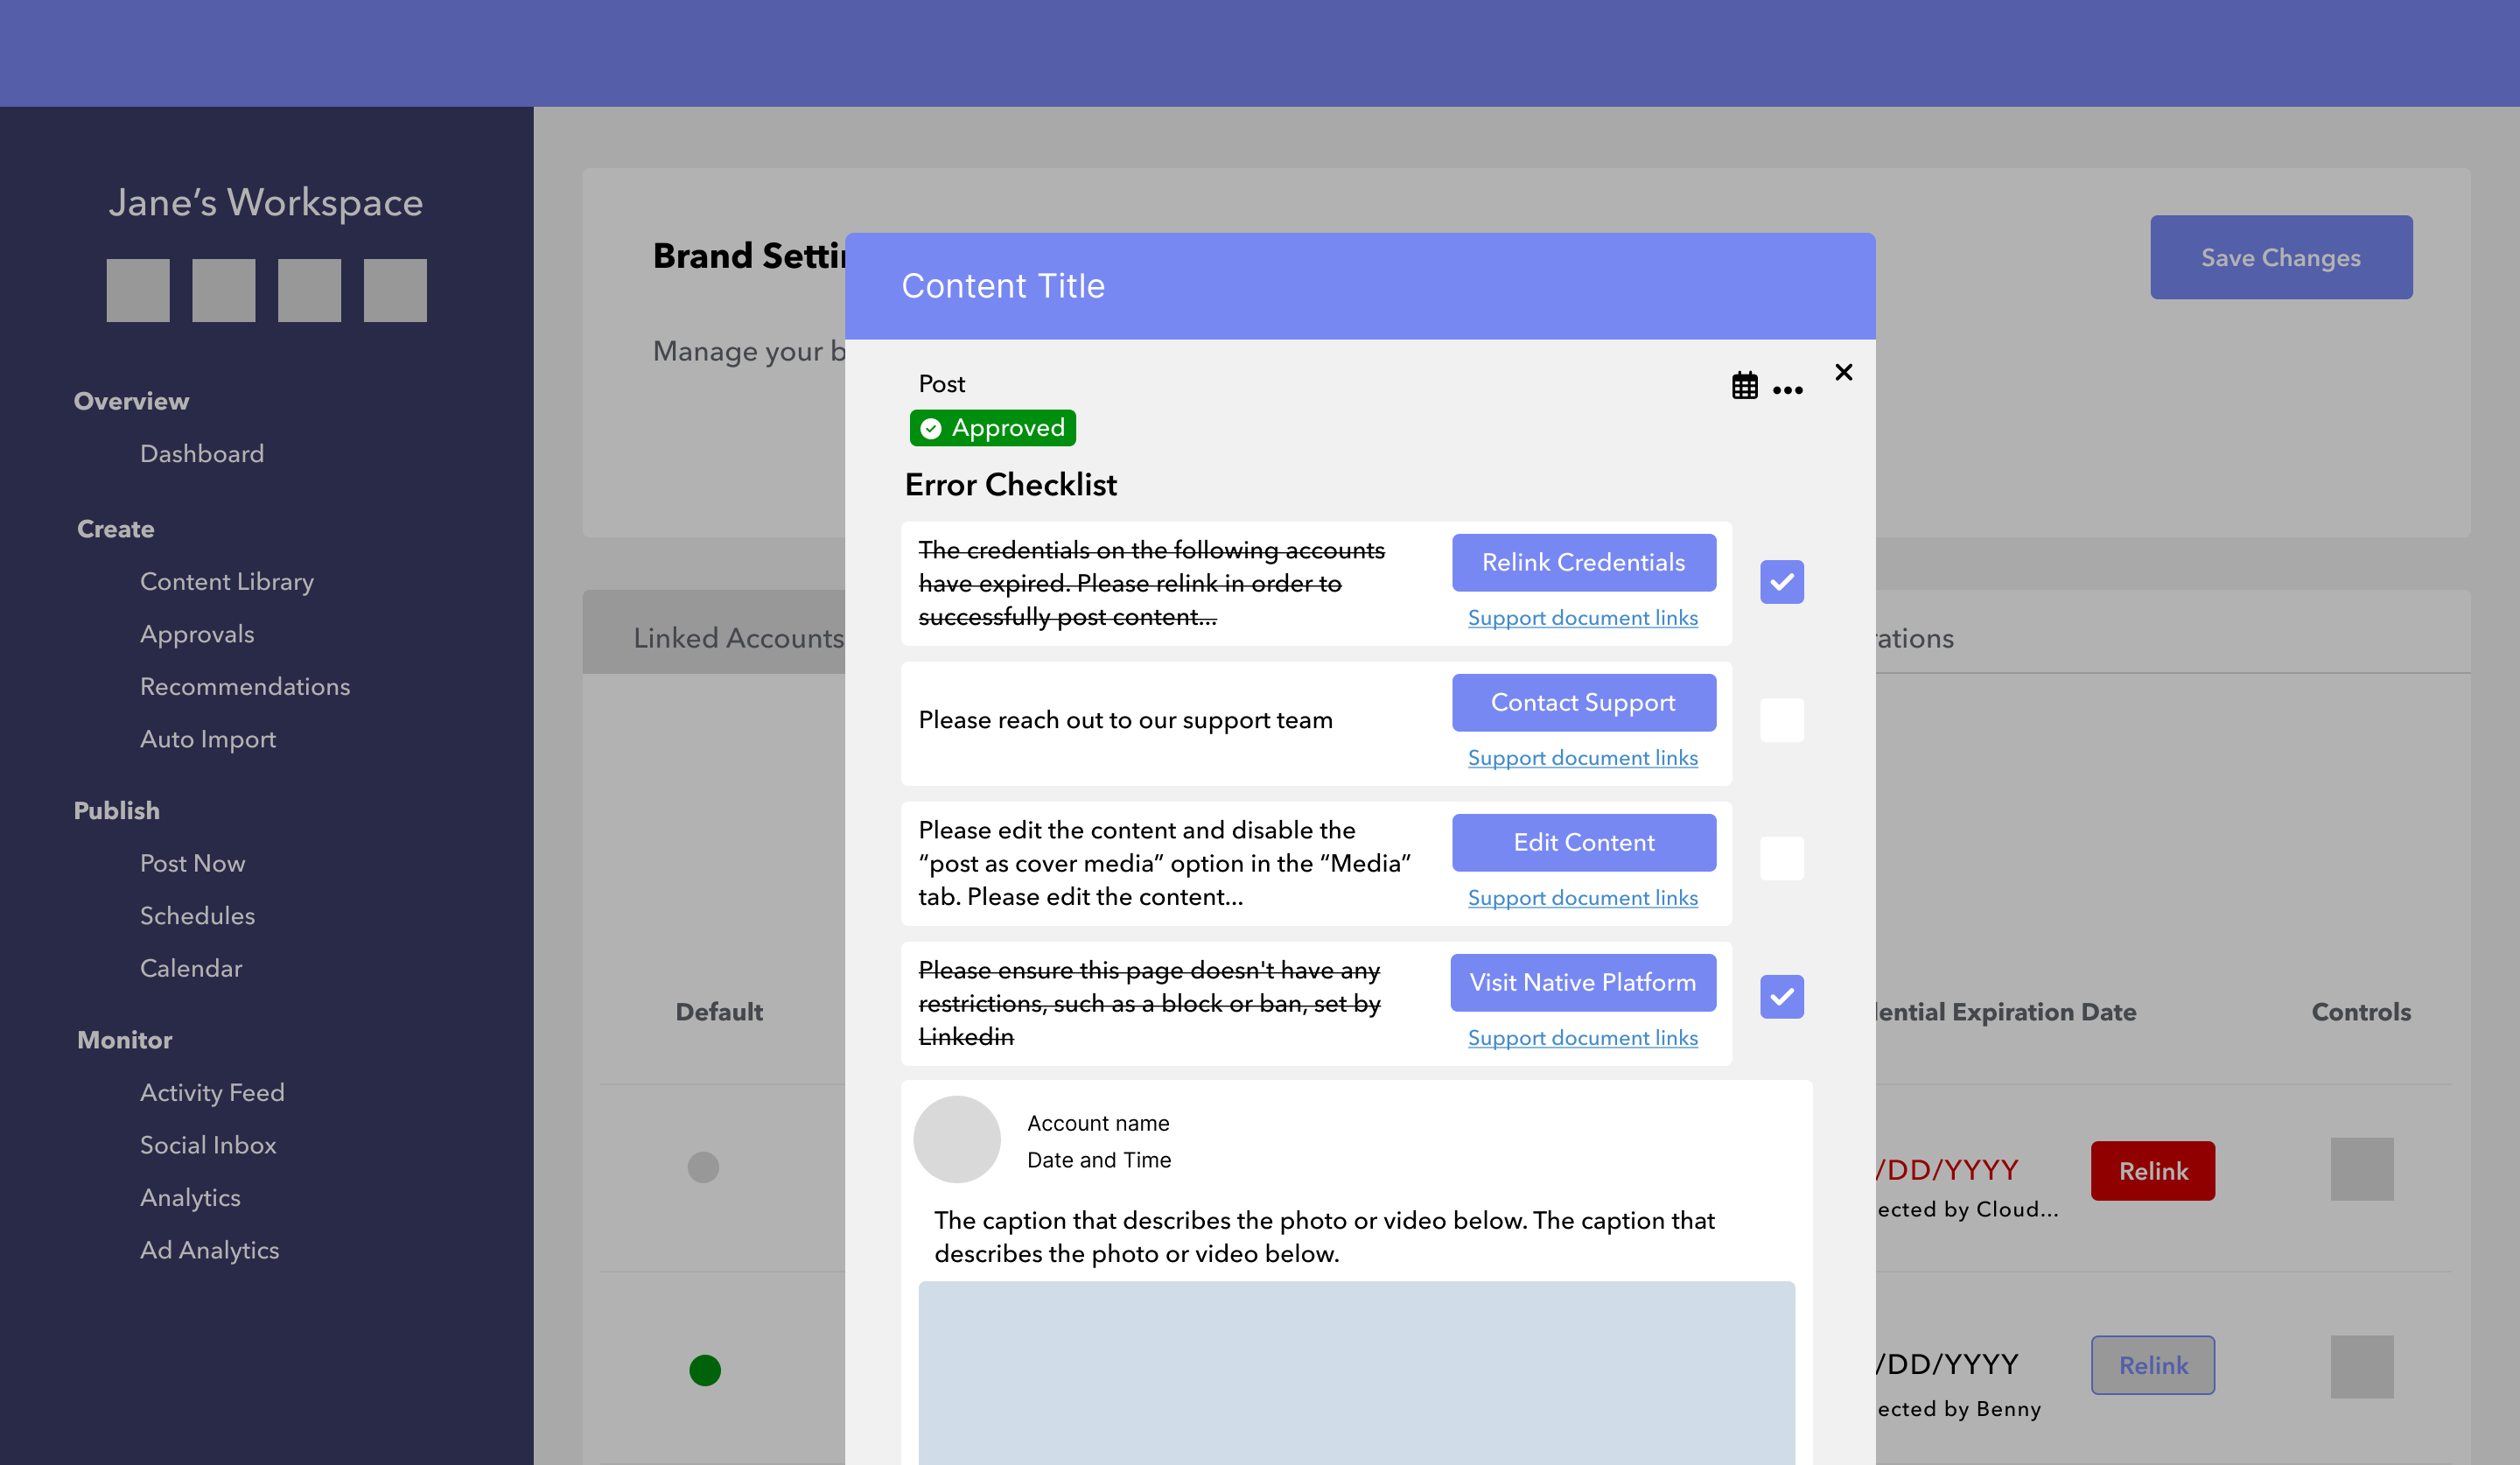 Jane’s Workspace
Overview
Dashboard
Create
Content Library
Approvals
Recommendations
Auto Import
Publish
Post Now
Schedules
Calendar
Monitor
Activity Feed
Social Inbox
Analytics
Ad Analytics
Brand
Manage your
Save Changes
Linked Accounts
Default
Expiration Date
Controls
/DD/YYYY
Relink
by Cloud...
/DD/YYYY
Relink
by Benny
Content Title
Post
Approved
Error Checklist
The credentials on the following accounts
have expired. Please relink in order to
successfully post content...
Relink Credentials
Support document links
Please reach out to our support team
Contact Support
Support document links
Please edit the content and disable the
“post as cover media” option in the “Media”
tab. Please edit the content...
Edit Content
Support document links
Please ensure this page doesn't have any
restrictions, such as a block or ban, set by
Linkedin
Visit Native Platform
Support document links
Account name
Date and Time
The caption that describes the photo or video below. The caption that
describes the photo or video below.